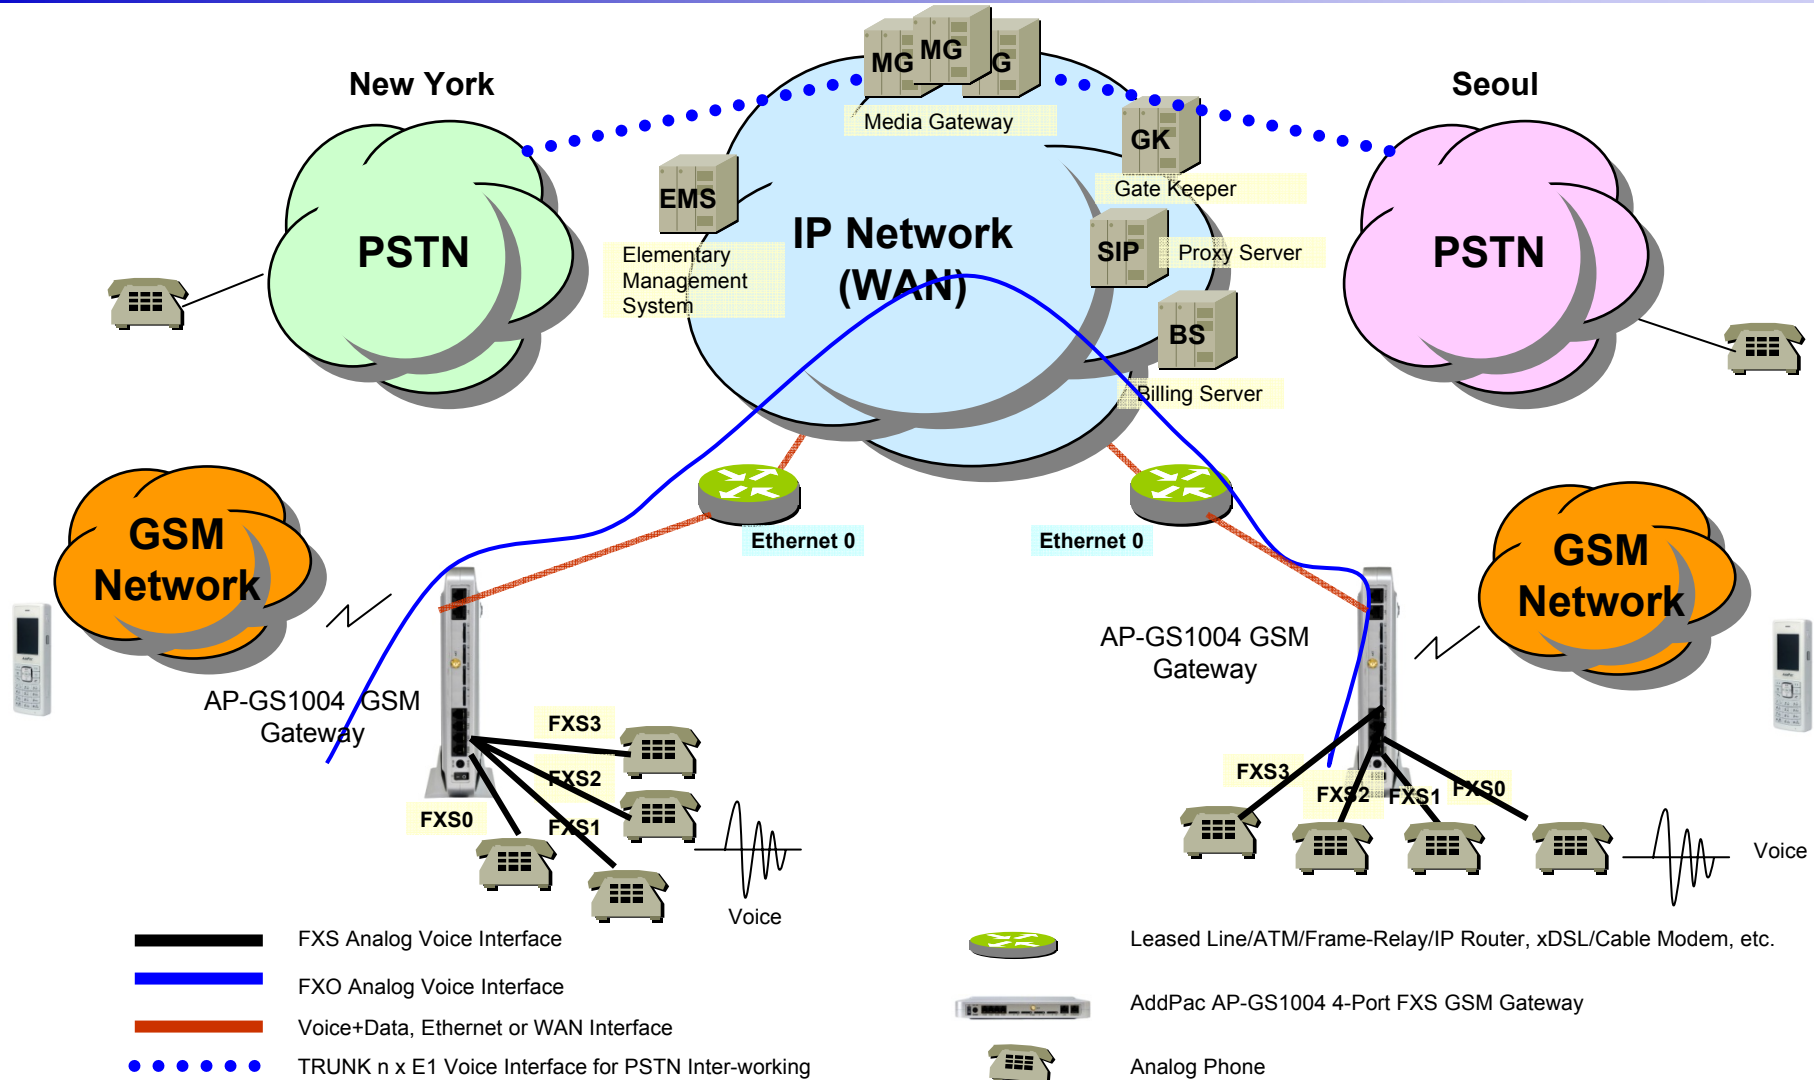 New York
Seoul
MG
MG
G
Media Gateway
GK
Gate Keeper
EMS
Elementary
Management
System
IP Network
(WAN)
SIP
Proxy Server
BS
Billing Server
PSTN
PSTN
GSM
Network
GSM
Network
Ethernet 0
Ethernet 0
AP-GS1004 GSM
Gateway
AP-GS1004 GSM
Gateway
FXS3
FXS2
FXS1
FXS0
FXS3
FXS2
FXS1
FXS0
Voice
Voice
FXS Analog Voice Interface
FXO Analog Voice Interface
Voice+Data, Ethernet or WAN Interface
TRUNK n x E1 Voice Interface for PSTN Inter-working
Leased Line/ATM/Frame-Relay/IP Router, xDSL/Cable Modem, etc.
AddPac AP-GS1004 4-Port FXS GSM Gateway
Analog Phone